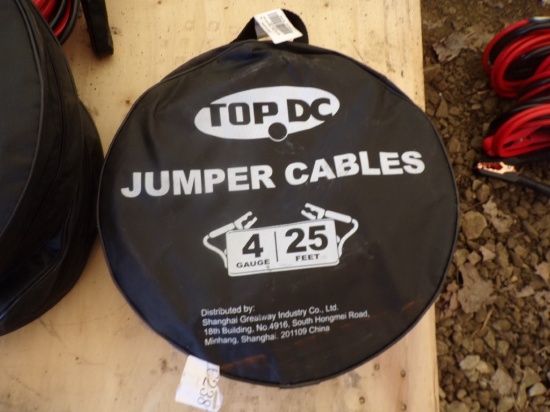 TOP DC
JUMPER CABLES
4 25
GAUGE FEET
Distributed by:
Shanghai Greatway Industry Co., Ltd.
18th Building, No.4916, South Hongmei Road,
Minhang, Shanghai. 201109 China